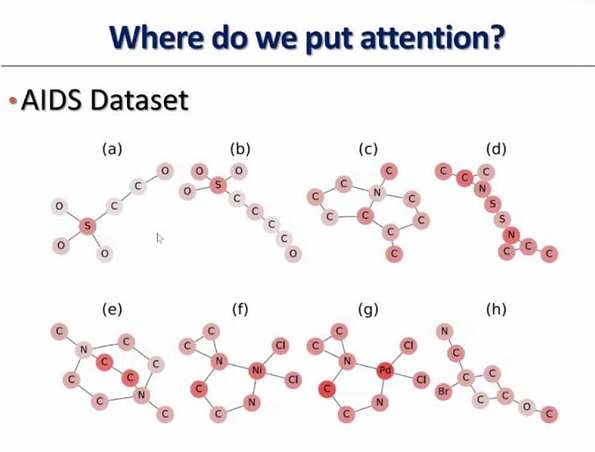 Where do we put attention?
•AIDS Dataset
(a) (b) (c) (d)
O O O C C C
C S O C N C N
C C C
O C S
C C C C S
S C C N
O C C
O O C C C
(e) (f) (g) (h)
C C C N
N C C Cl C Cl C
C C N N
C C Ni Cl Pd Cl C C
N C C Br C
C N N C O
C C C C